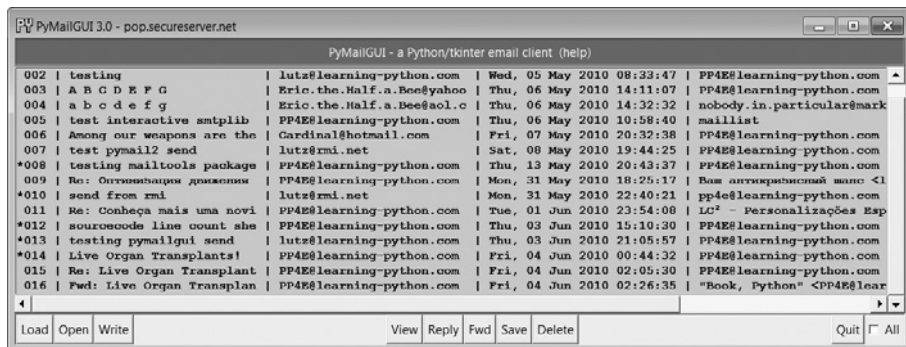 PY PyMailGUI 3.0 - pop.secureserver.net
PyMailGUI - a Python/tkinter email client (help)
002 | testing | lutz@learning-python.com | Wed, 05 May 2010 08:33:47 | PP4E@learning-python.com
003 | A B C D E F G | Eric.the.Half.a.Bee@yahoo | Thu, 06 May 2010 14:11:07 | PP4E@learning-python.com
004 | a b c d e f g | Eric.the.Half.a.Bee@aol.c | Thu, 06 May 2010 14:32:32 | nobody.in.particular@mark
005 | test interactive smtplib | PP4E@learning-python.com | Thu, 06 May 2010 10:58:40 | maillist
006 | Among our weapons are the | Cardinal@hotmail.com | Fri, 07 May 2010 20:32:38 | PP4E@learning-python.com
007 | test pymail2 send | lutz@rmi.net | Sat, 08 May 2010 19:44:25 | PP4E@learning-python.com
*008 | testing mailtools package | PP4E@learning-python.com | Thu, 13 May 2010 20:43:37 | PP4E@learning-python.com
009 | Re: Оптимизация движения | PP4E@learning-python.com | Mon, 31 May 2010 18:25:17 | Ваш антикризисный шанс <l
*010 | send from rmi | lutz@rmi.net | Mon, 31 May 2010 22:40:21 | pp4e@learning-python.com
011 | Re: Conheça mais uma novi | PP4E@learning-python.com | Tue, 01 Jun 2010 23:54:08 | LC² - Personalizações Esp
*012 | sourcecode line count she | PP4E@learning-python.com | Thu, 03 Jun 2010 15:10:30 | PP4E@learning-python.com
*013 | testing pymailgui send | lutz@learning-python.com | Thu, 03 Jun 2010 21:05:57 | PP4E@learning-python.com
*014 | Live Organ Transplants! | PP4E@learning-python.com | Fri, 04 Jun 2010 00:44:32 | PP4E@learning-python.com
015 | Re: Live Organ Transplant | PP4E@learning-python.com | Fri, 04 Jun 2010 02:05:30 | PP4E@learning-python.com
016 | Fwd: Live Organ Transplan | PP4E@learning-python.com | Fri, 04 Jun 2010 02:26:35 | "Book, Python" <PP4E@lear
Load Open Write View Reply Fwd Save Delete Quit All